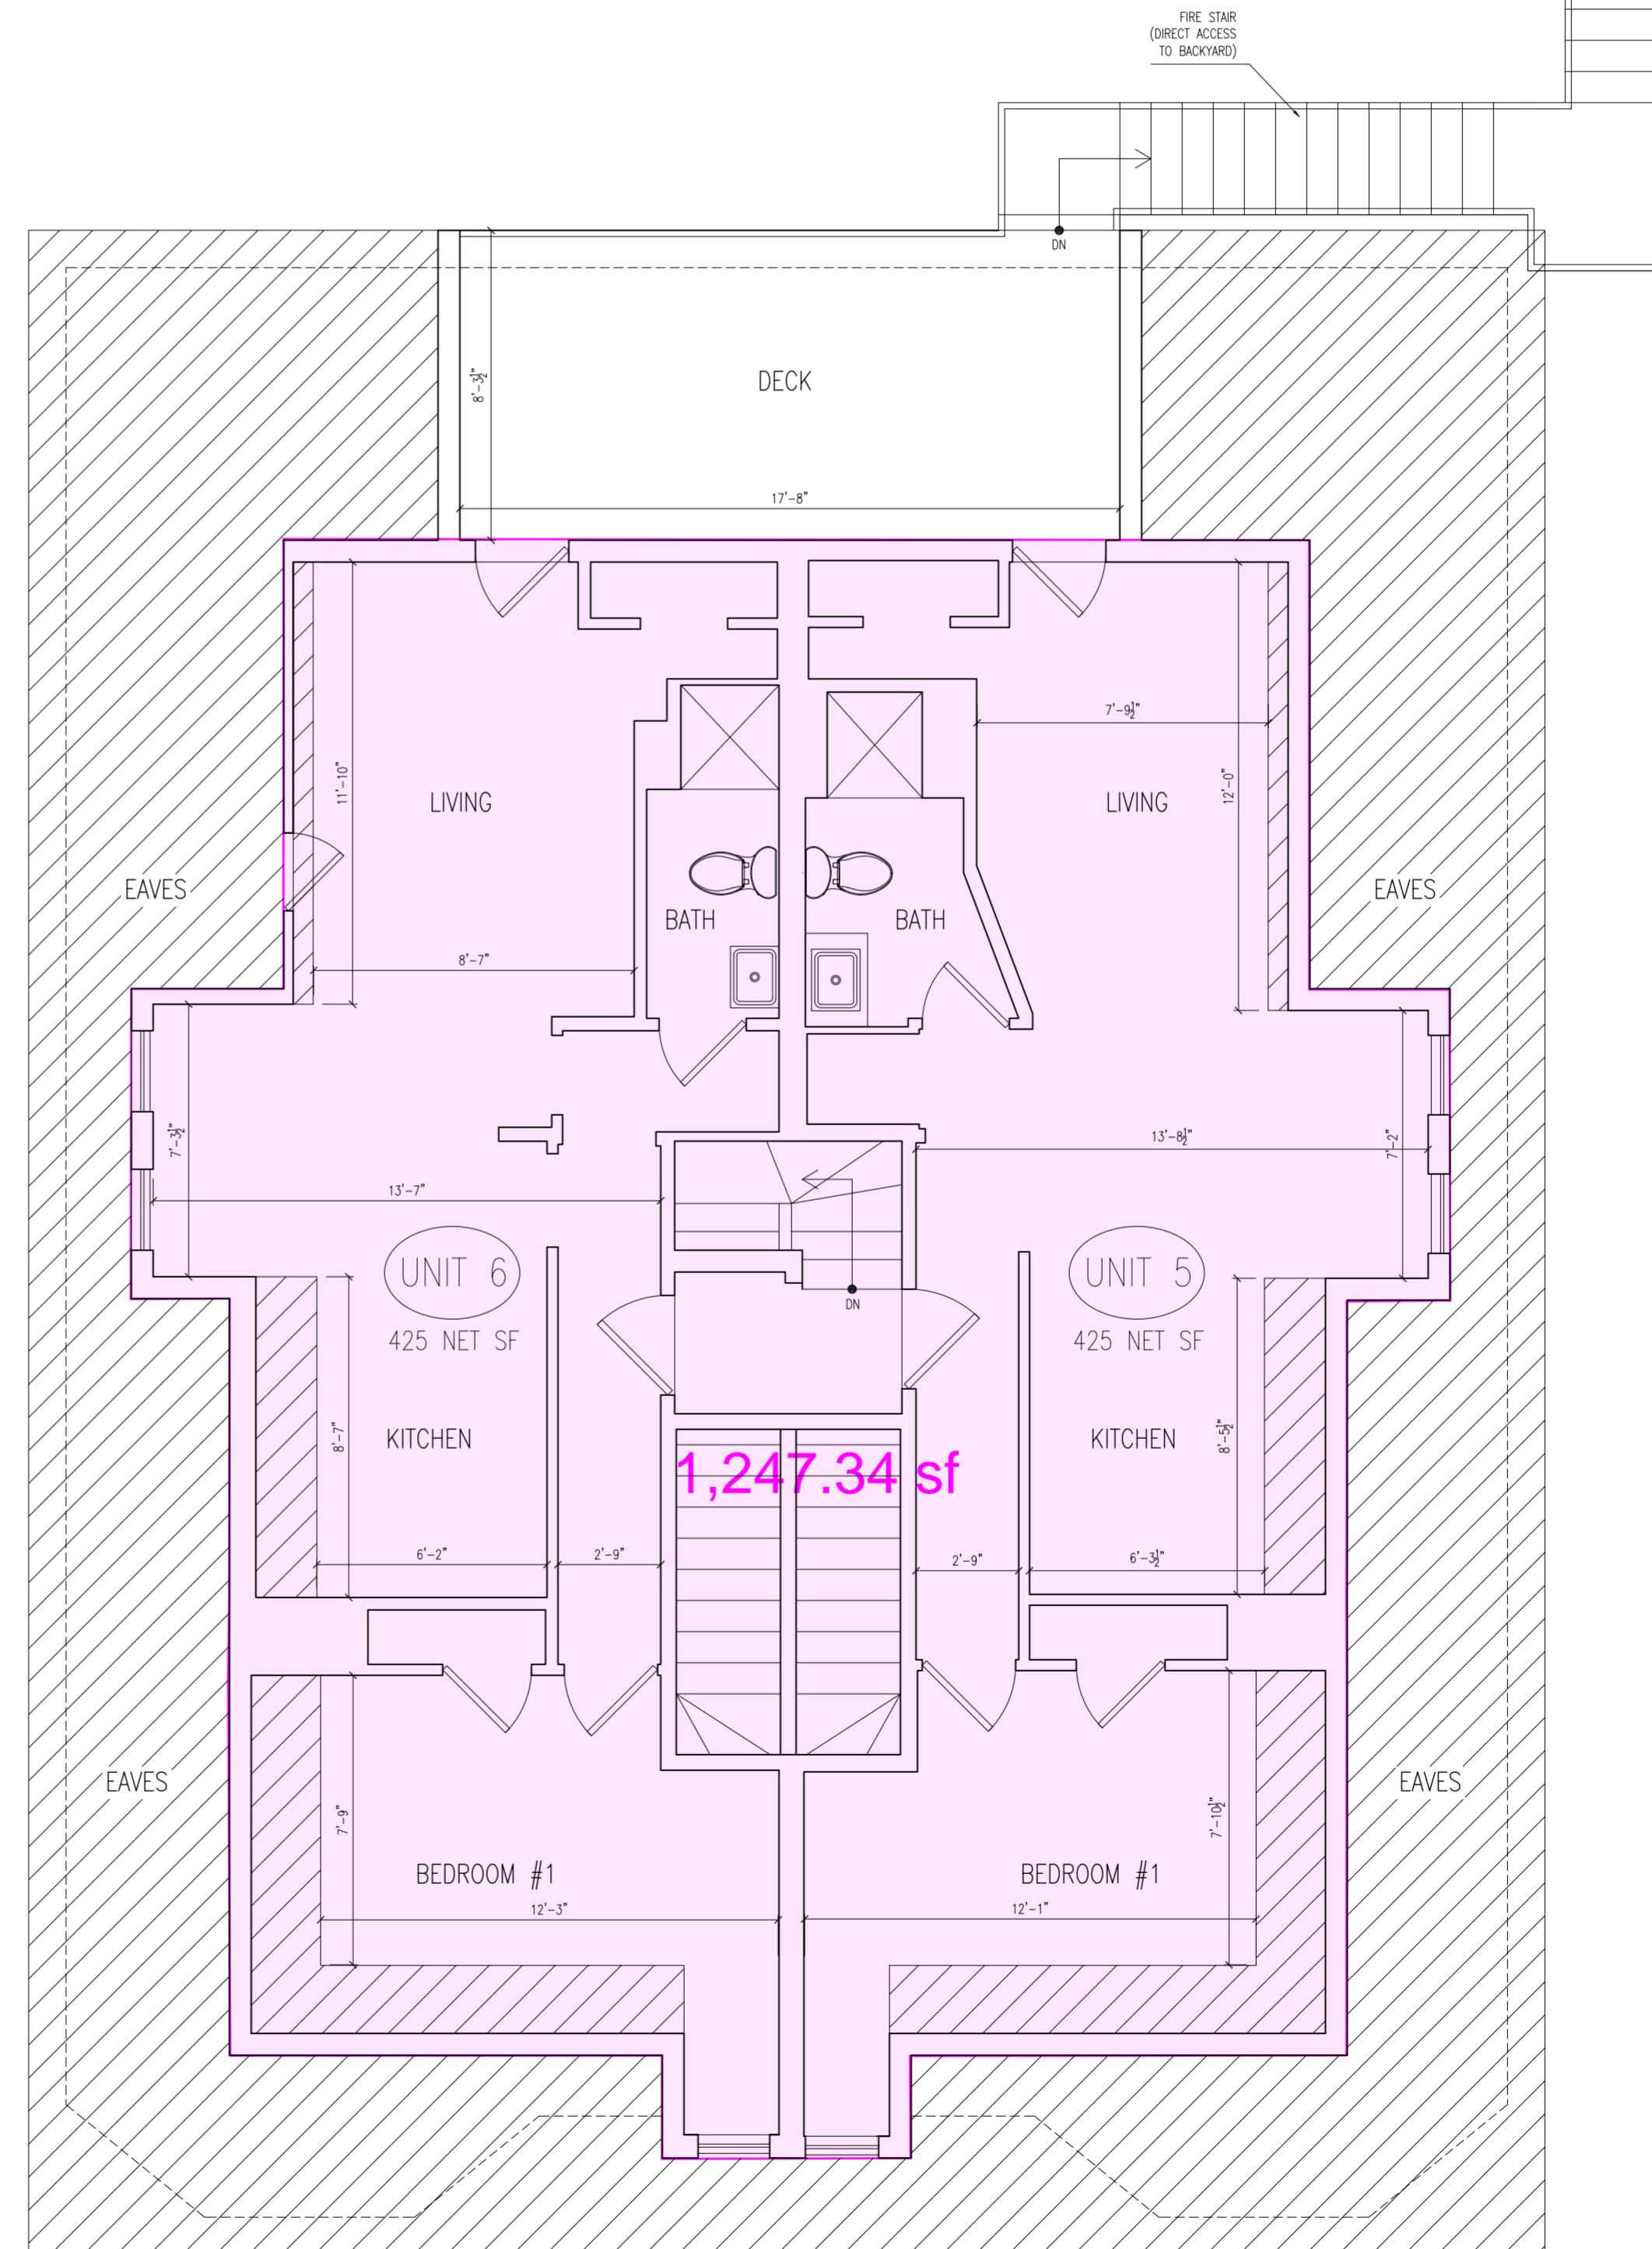 FIRE STAIR
(DIRECT ACCESS
TO BACKYARD)
DN
8'-3½"
DECK
17'-8"
7'-9½"
11'-10"
LIVING
LIVING
12'-0"
EAVES
EAVES
BATH
BATH
8'-7"
7'-3½"
13'-8½"
7'-2"
13'-7"
UNIT 6
UNIT 5
DN
425 NET SF
425 NET SF
8'-7"
KITCHEN
KITCHEN
8'-5½"
1,247.34 sf
6'-2"
2'-9"
2'-9"
6'-3½"
EAVES
EAVES
7'-9"
7'-10½"
BEDROOM #1
BEDROOM #1
12'-3"
12'-1"